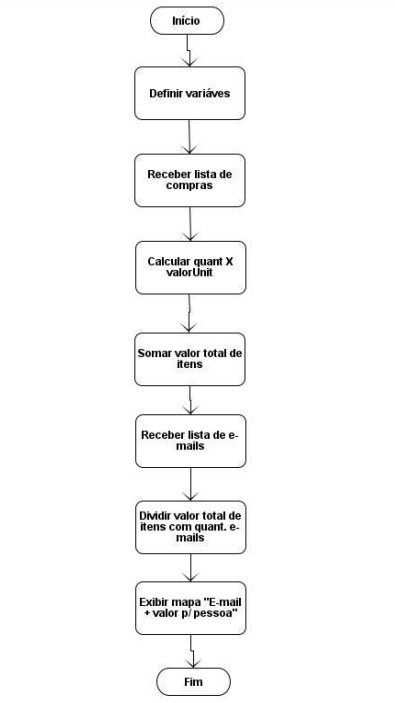 Início
Definir variáves
Receber lista de
compras
Calcular quant X
valorUnit
Somar valor total de
itens
Receber lista de e-
mails
Dividir valor total de
itens com quant. e-
mails
Exibir mapa "E-mail
+ valor p/ pessoa"
Fim